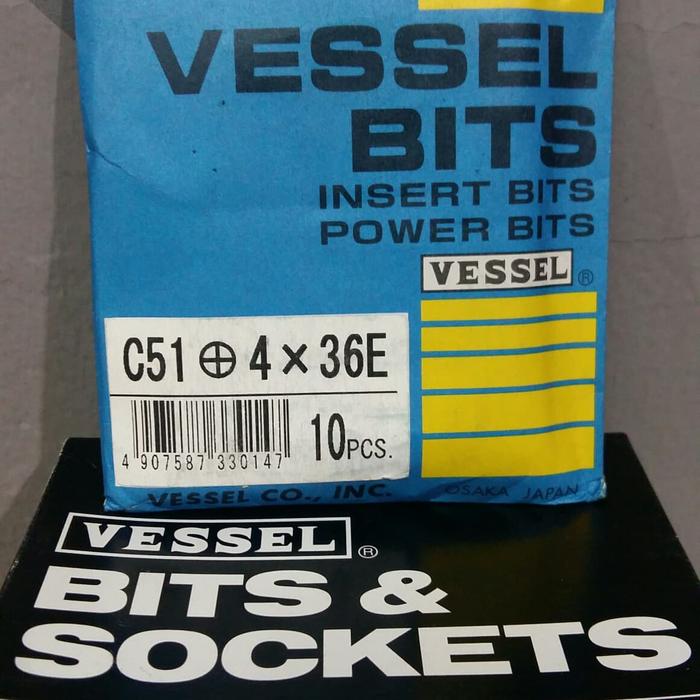 VESSEL
BITS
INSERT BITS
POWER BITS
VESSEL ®
C51 ⊕ 4 × 36E
4 907587 330147
10PCS.
VESSEL CO., INC.
OSAKA JAPAN
VESSEL ®
BITS &
SOCKETS